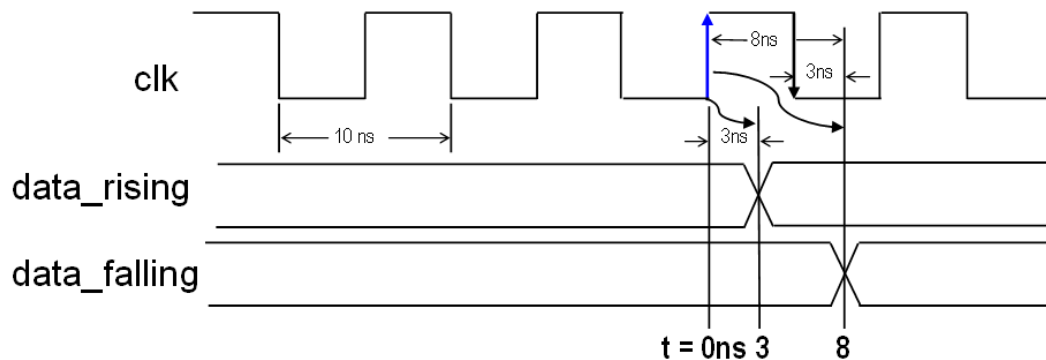 8ns
clk
3ns
10 ns
3ns
data_rising
data_falling
t = 0ns 3 8